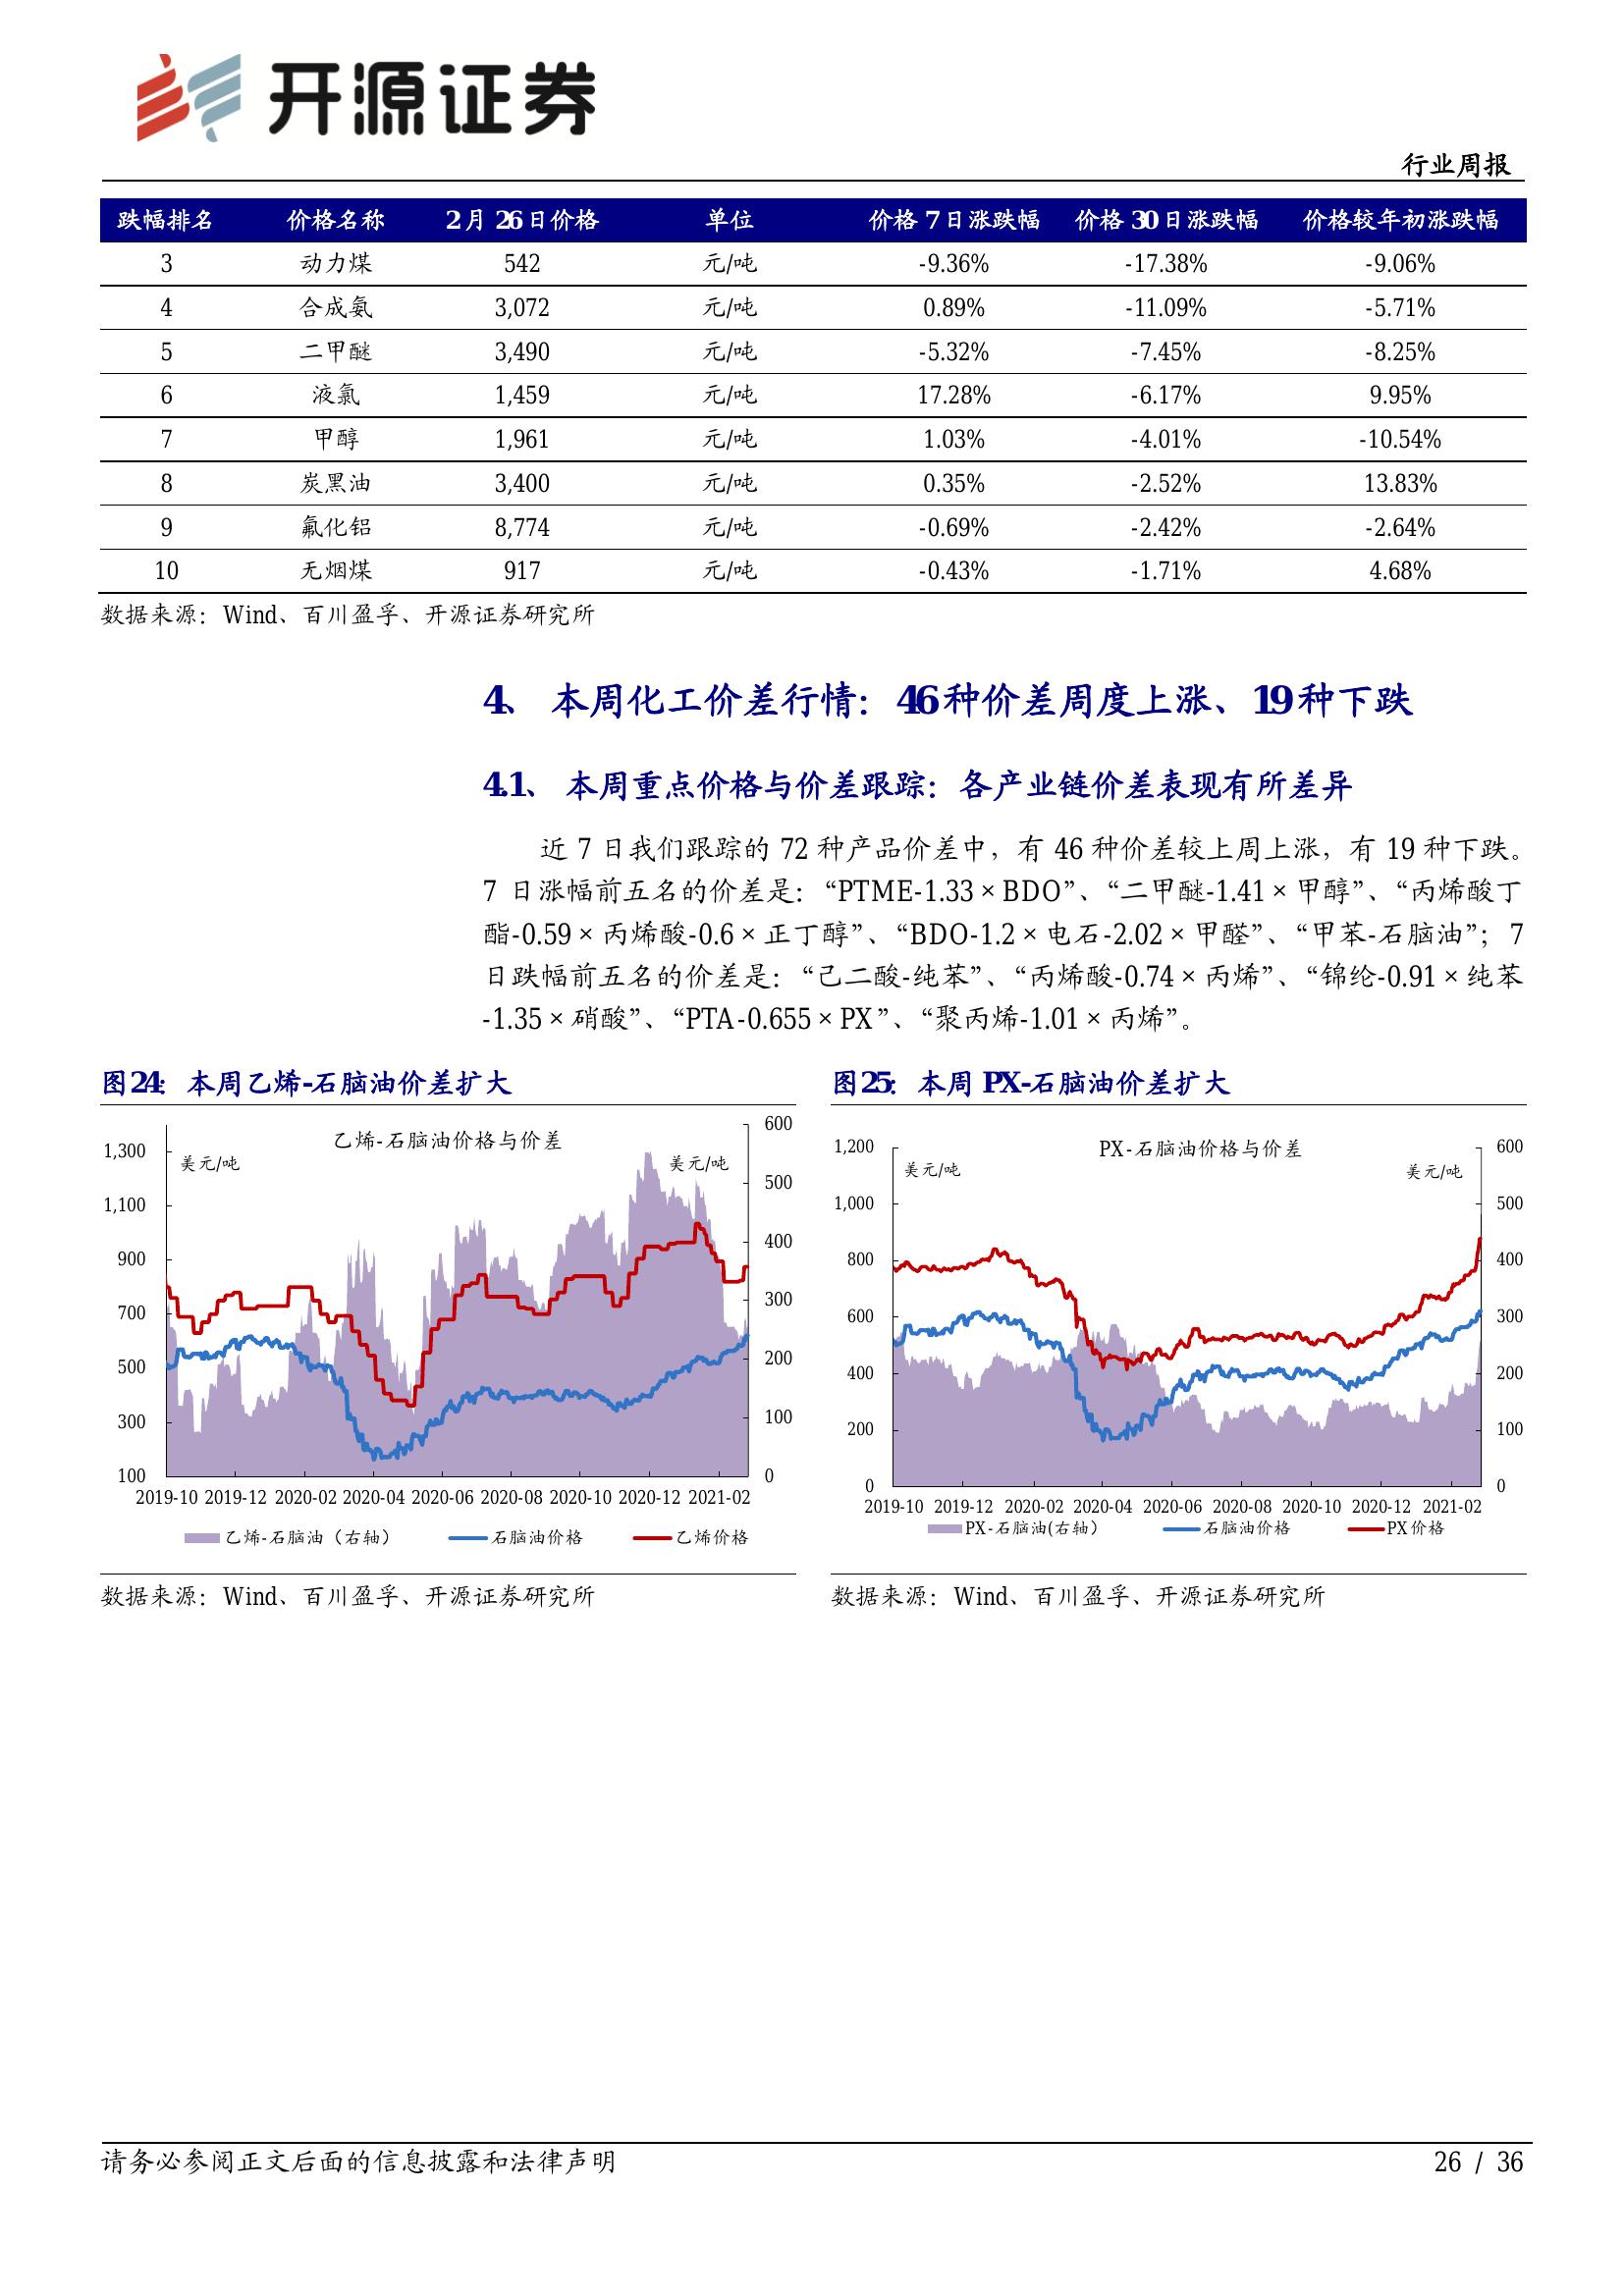 开源证券
行业周报
跌幅排名 价格名称 2月26日价格 单位 价格7日涨跌幅 价格30日涨跌幅 价格较年初涨跌幅
3 动力煤 542 元/吨 -9.36% -17.38% -9.06%
4 合成氨 3,072 元/吨 0.89% -11.09% -5.71%
5 二甲醚 3,490 元/吨 -5.32% -7.45% -8.25%
6 液氯 1,459 元/吨 17.28% -6.17% 9.95%
7 甲醇 1,961 元/吨 1.03% -4.01% -10.54%
8 炭黑油 3,400 元/吨 0.35% -2.52% 13.83%
9 氟化铝 8,774 元/吨 -0.69% -2.42% -2.64%
10 无烟煤 917 元/吨 -0.43% -1.71% 4.68%
数据来源：Wind、百川盈孚、开源证券研究所
4、 本周化工价差行情：46种价差周度上涨、19种下跌
4.1、 本周重点价格与价差跟踪：各产业链价差表现有所差异
近 7 日我们跟踪的 72 种产品价差中，有 46 种价差较上周上涨，有 19 种下跌。
7 日涨幅前五名的价差是：“PTME-1.33×BDO”、“二甲醚-1.41×甲醇”、“丙烯酸丁
酯-0.59×丙烯酸-0.6×正丁醇”、“BDO-1.2×电石-2.02×甲醛”、“甲苯-石脑油”；7
日跌幅前五名的价差是：“己二酸-纯苯”、“丙烯酸-0.74×丙烯”、“锦纶-0.91×纯苯
-1.35×硝酸”、“PTA-0.655×PX”、“聚丙烯-1.01×丙烯”。
图24：本周乙烯-石脑油价差扩大
乙烯-石脑油价格与价差
美元/吨 美元/吨
1,300
1,100
900
700
500
300
100
600
500
400
300
200
100
0
2019-10 2019-12 2020-02 2020-04 2020-06 2020-08 2020-10 2020-12 2021-02
乙烯-石脑油（右轴） 石脑油价格 乙烯价格
数据来源：Wind、百川盈孚、开源证券研究所
图25：本周 PX-石脑油价差扩大
PX-石脑油价格与价差
美元/吨 美元/吨
1,200
1,000
800
600
400
200
0
600
500
400
300
200
100
0
2019-10 2019-12 2020-02 2020-04 2020-06 2020-08 2020-10 2020-12 2021-02
PX-石脑油(右轴） 石脑油价格 PX价格
数据来源：Wind、百川盈孚、开源证券研究所
请务必参阅正文后面的信息披露和法律声明
26 / 36